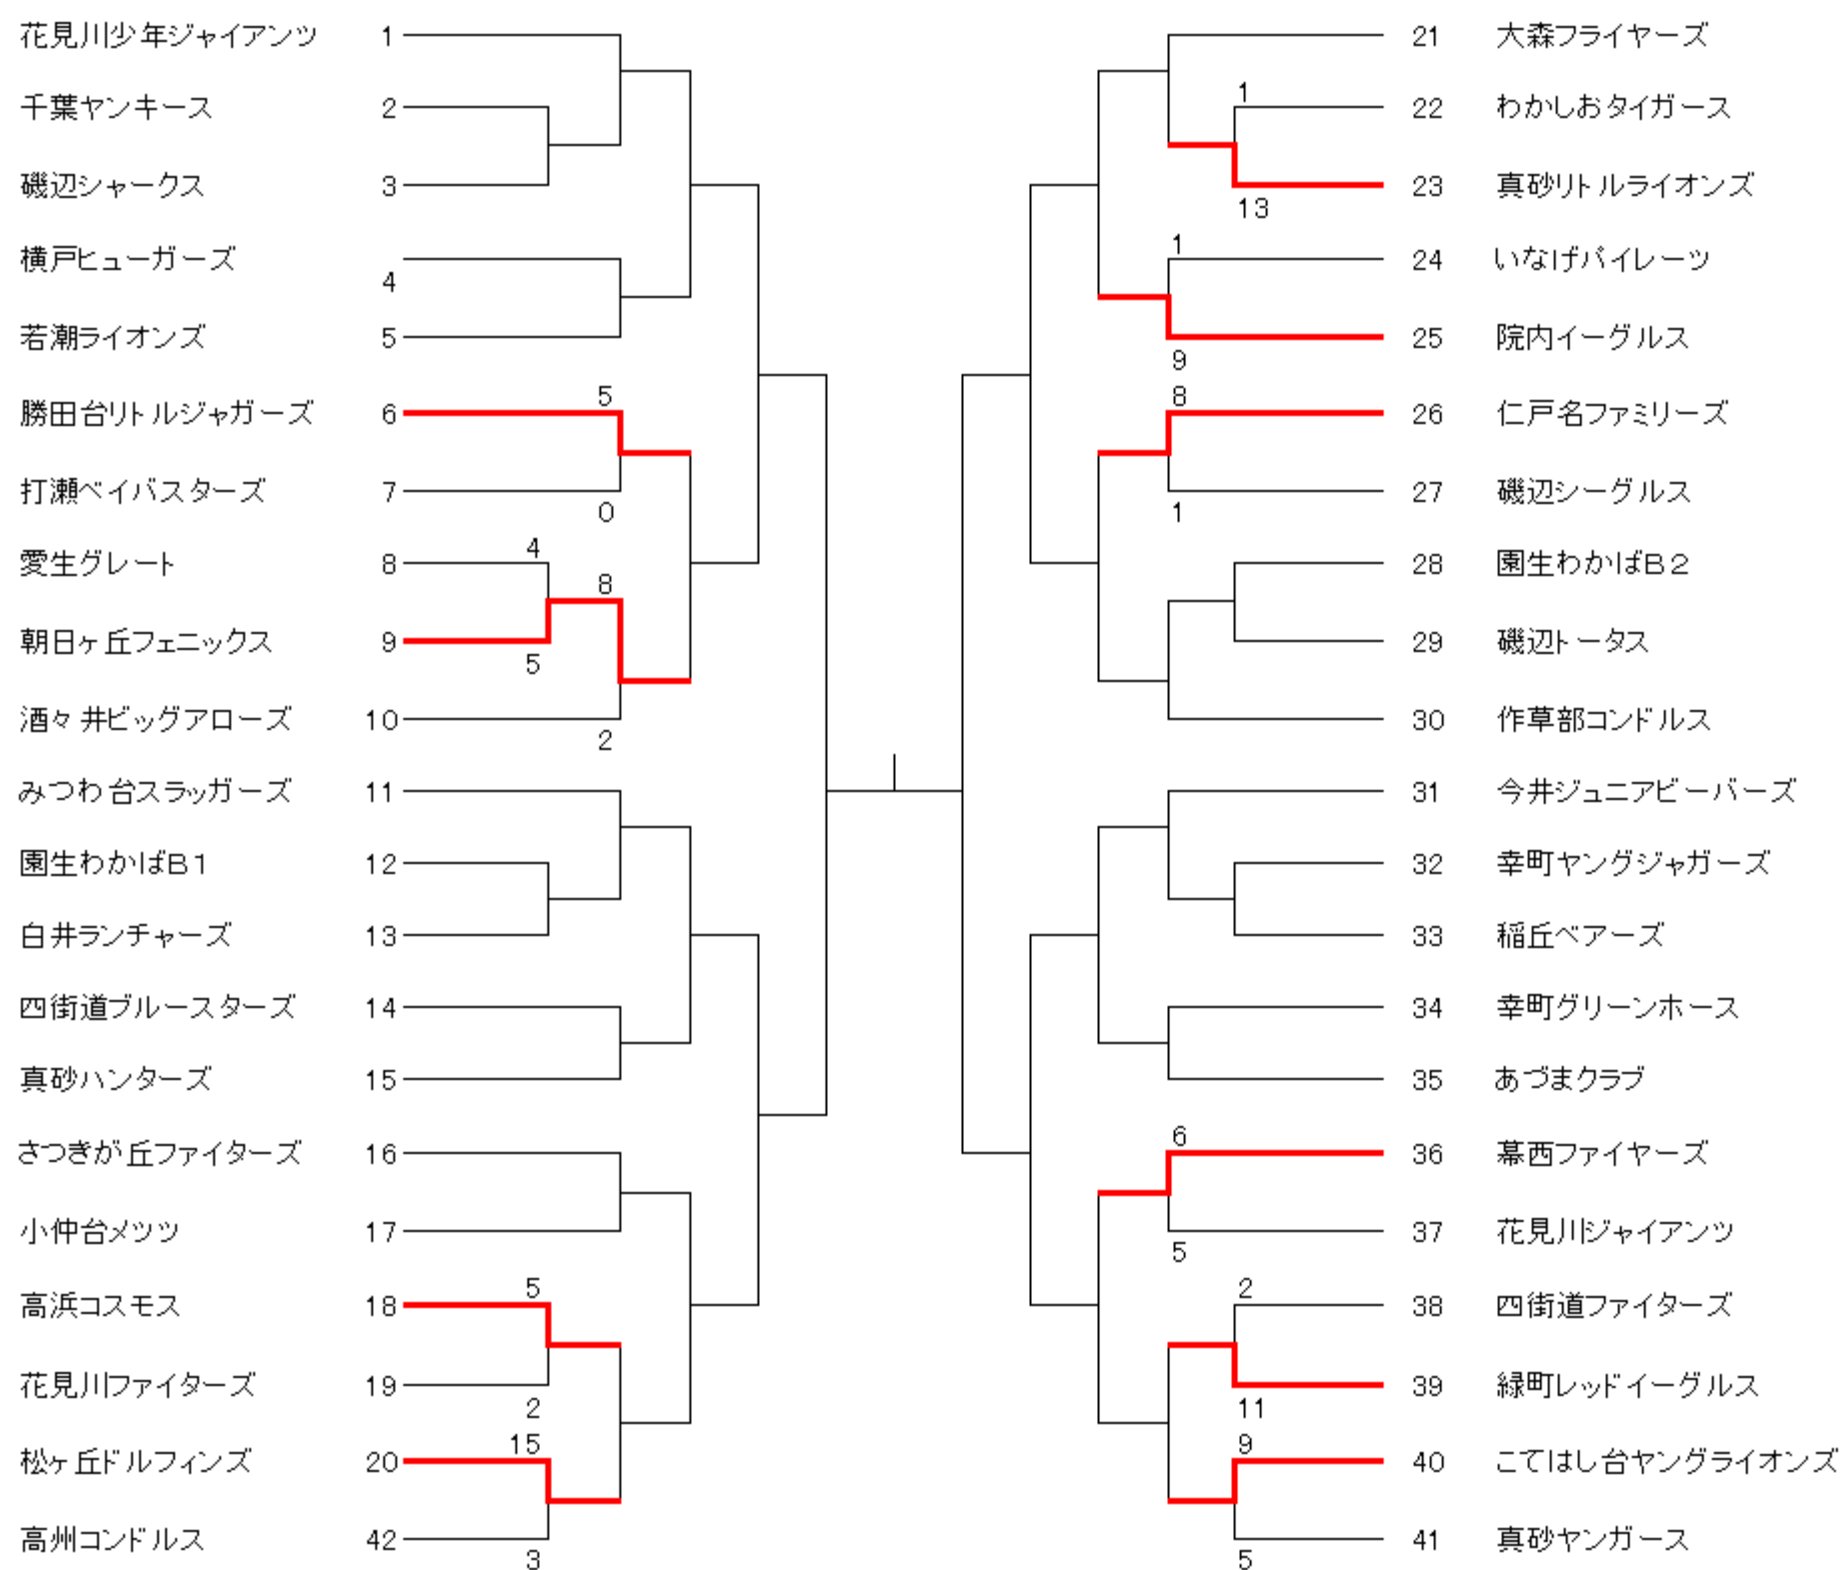 花見川少年ジャイアンツ 1
千葉ヤンキース 2
磯辺シャークス 3
横戸ヒューガーズ 4
若潮ライオンズ 5
勝田台リトルジャガーズ 6 5
打瀬ベイバスターズ 7 0
愛生グレート 8 4
8
朝日ヶ丘フェニックス 9 5
酒々井ビッグアローズ 10 2
みつわ台スラッガーズ 11
園生わかばB1 12
白井ランチャーズ 13
四街道ブルースターズ 14
真砂ハンターズ 15
さつきが丘ファイターズ 16
小仲台メッツ 17
高浜コスモス 18 5
花見川ファイターズ 19 2
松ヶ丘ドルフィンズ 20 15
高州コンドルス 42 3
21 大森フライヤーズ
1 22 わかしおタイガース
13 23 真砂リトルライオンズ
1 24 いなげパイレーツ
9 25 院内イーグルス
8 26 仁戸名ファミリーズ
1 27 磯辺シーグルス
28 園生わかばB2
29 磯辺トータス
30 作草部コンドルス
31 今井ジュニアビーバーズ
32 幸町ヤングジャガーズ
33 稲丘ベアーズ
34 幸町グリーンホース
35 あづまクラブ
6 36 幕西ファイヤーズ
5 37 花見川ジャイアンツ
2 38 四街道ファイターズ
11 39 緑町レッドイーグルス
9 40 こてはし台ヤングライオンズ
5 41 真砂ヤンガース